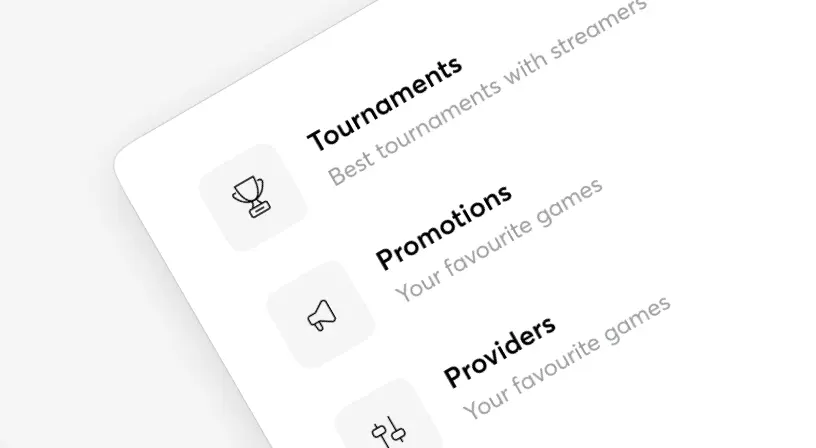 Tournaments
Best tournaments with streamers
Promotions
Your favourite games
Providers
Your favourite games